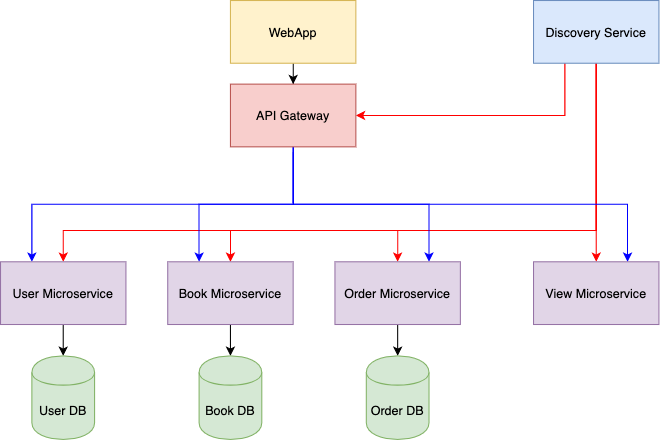 WebApp
Discovery Service
API Gateway
User Microservice
Book Microservice
Order Microservice
View Microservice
User DB
Book DB
Order DB